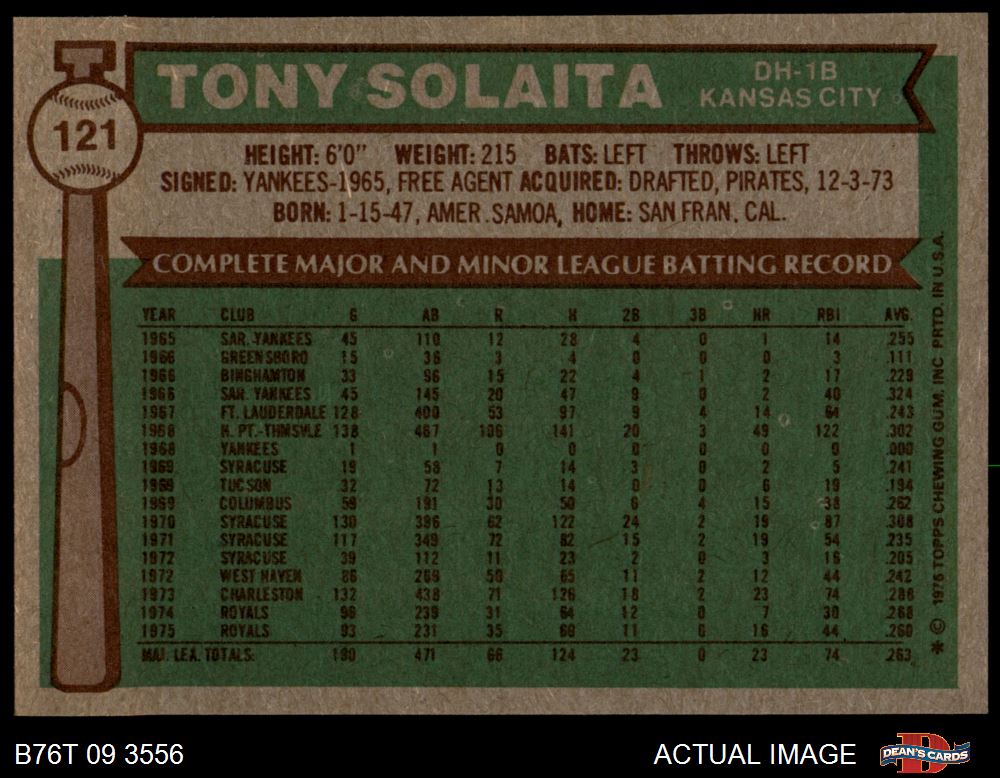 T
121
TONY SOLAITA
DH-1B
KANSAS CITY
HEIGHT: 6'0" WEIGHT: 215 BATS: LEFT THROWS: LEFT
SIGNED: YANKEES-1965, FREE AGENT ACQUIRED: DRAFTED, PIRATES, 12-3-73
BORN: 1-15-47, AMER. SAMOA, HOME: SAN FRAN, CAL.
COMPLETE MAJOR AND MINOR LEAGUE BATTING RECORD
YEAR CLUB G AB R H 2B 3B HR RBI AVG.
1965 SAR. YANKEES 45 110 12 28 4 0 1 14 .255
1966 GREENSBORO 15 36 3 4 0 0 0 3 .111
1966 BINGHAMTON 33 96 15 22 4 1 2 17 .229
1966 SAR. YANKEES 45 145 20 47 9 0 2 40 .324
1967 FT. LAUDERDALE 128 400 53 97 9 4 14 64 .243
1968 H. PT.-THMSVLE 138 467 106 141 20 3 49 122 .302
1968 YANKEES 1 1 0 0 0 0 0 0 .000
1969 SYRACUSE 19 58 7 14 3 0 2 5 .241
1969 TUCSON 32 72 13 14 0 0 6 19 .194
1969 COLUMBUS 59 191 30 50 6 4 15 38 .262
1970 SYRACUSE 130 396 62 122 24 2 19 87 .308
1971 SYRACUSE 117 349 72 82 15 2 19 54 .235
1972 SYRACUSE 39 112 11 23 2 0 3 16 .205
1972 WEST HAVEN 86 269 50 65 11 2 12 44 .242
1973 CHARLESTON 132 438 71 126 18 2 23 74 .288
1974 ROYALS 96 239 31 64 12 0 7 30 .268
1975 ROYALS 93 231 35 60 11 0 16 44 .260
MAJ. LEA. TOTALS: 190 471 66 124 23 0 23 74 .263
* © 1976 TOPPS CHEWING GUM, INC. PRTD. IN U.S.A.
B76T 09 3556
ACTUAL IMAGE
D
DEAN'S CARDS